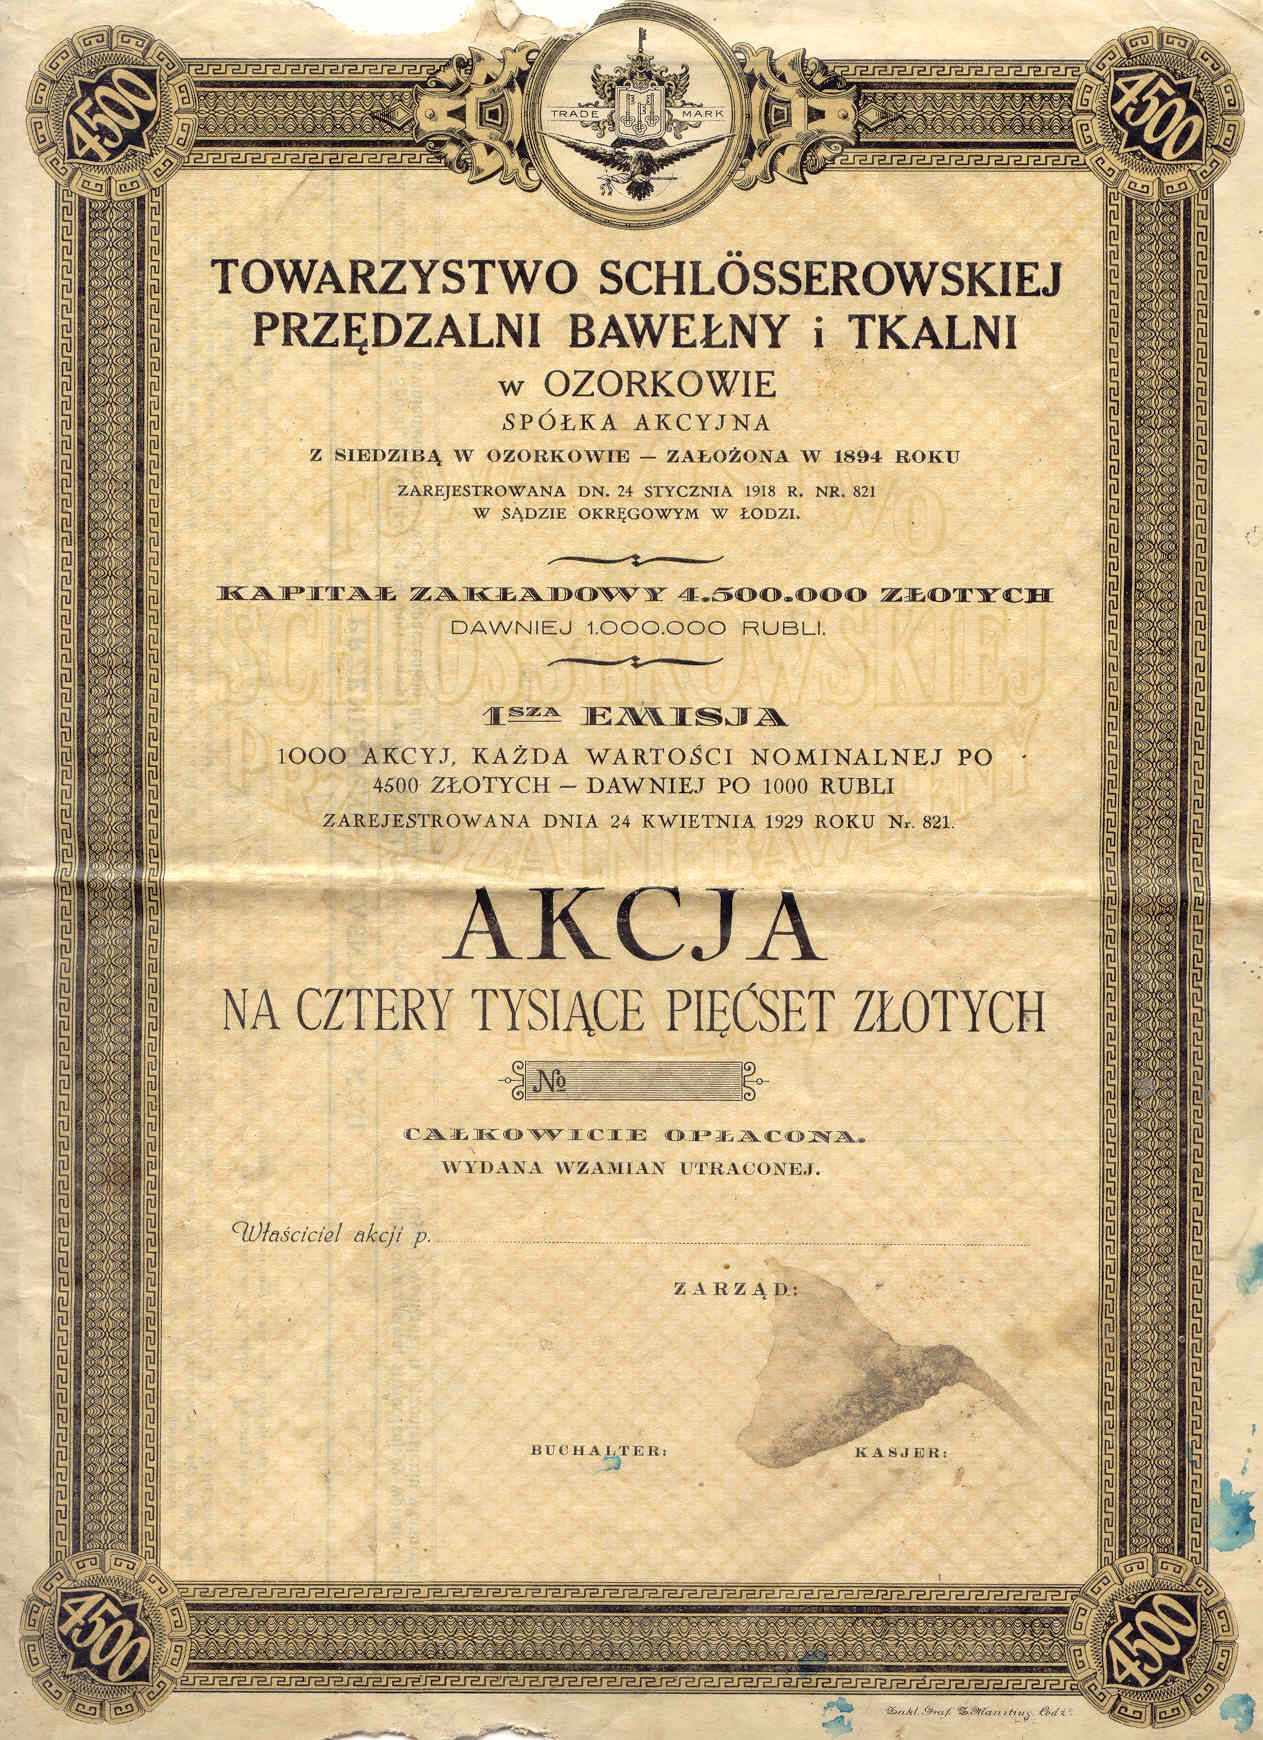 4500
4500
TRADE MARK
TOWARZYSTWO SCHLÖSSEROWSKIEJ
PRZĘDZALNI BAWEŁNY i TKALNI
w OZORKOWIE
SPÓŁKA AKCYJNA
Z SIEDZIBĄ W OZORKOWIE — ZAŁOŻONA W 1894 ROKU
ZAREJESTROWANA DN. 24 STYCZNIA 1918 R. NR. 821
W SĄDZIE OKRĘGOWYM W ŁODZI.
KAPITAŁ ZAKŁADOWY 4.500.000 ZŁOTYCH
DAWNIEJ 1.000.000 RUBLI.
1SZA EMISJA
1000 AKCYJ, KAŻDA WARTOŚCI NOMINALNEJ PO
4500 ZŁOTYCH — DAWNIEJ PO 1000 RUBLI
ZAREJESTROWANA DNIA 24 KWIETNIA 1929 ROKU Nr. 821.
AKCJA
NA CZTERY TYSIĄCE PIĘĆSET ZŁOTYCH
No
CAŁKOWICIE OPŁACONA.
WYDANA WZAMIAN UTRACONEJ.
Właściciel akcji p.
ZARZĄD:
BUCHALTER: KASJER:
4500
4500
Zakł. Graf. B. Manitius, Łódź.